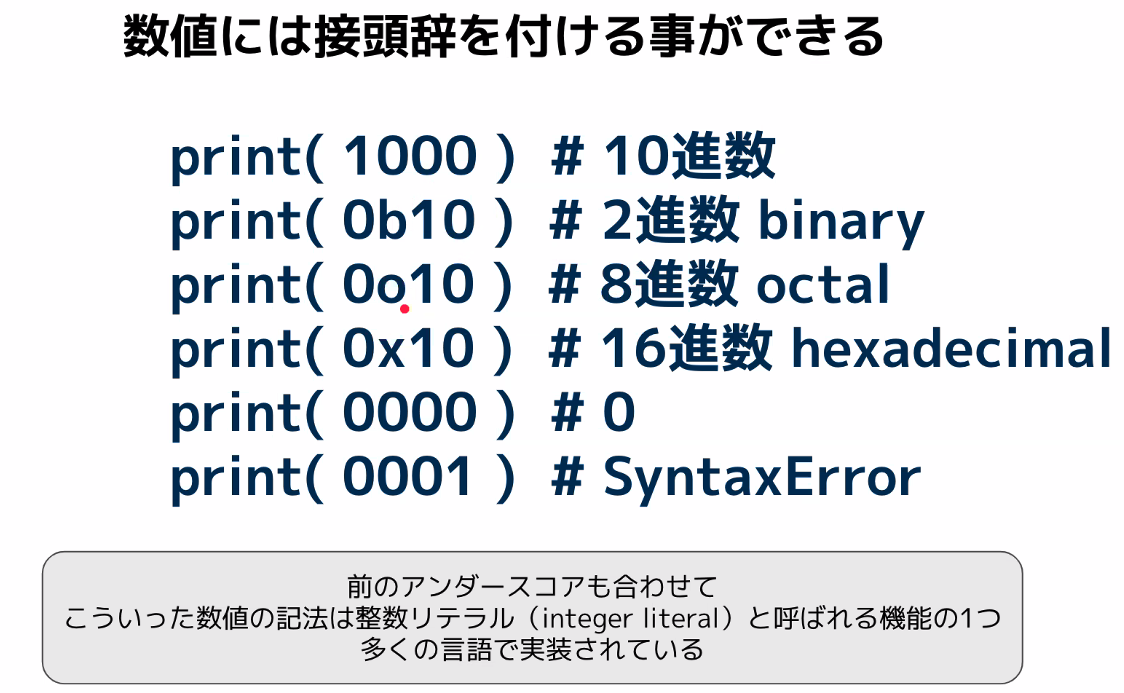 数値には接頭辞を付ける事ができる
print( 1000 )  # 10進数
print( 0b10 )  # 2進数 binary
print( 0o10 )  # 8進数 octal
print( 0x10 )  # 16進数 hexadecimal
print( 0000 )  # 0
print( 0001 )  # SyntaxError
前のアンダースコアも合わせて
こういった数値の記法は整数リテラル（integer literal）と呼ばれる機能の1つ
多くの言語で実装されている